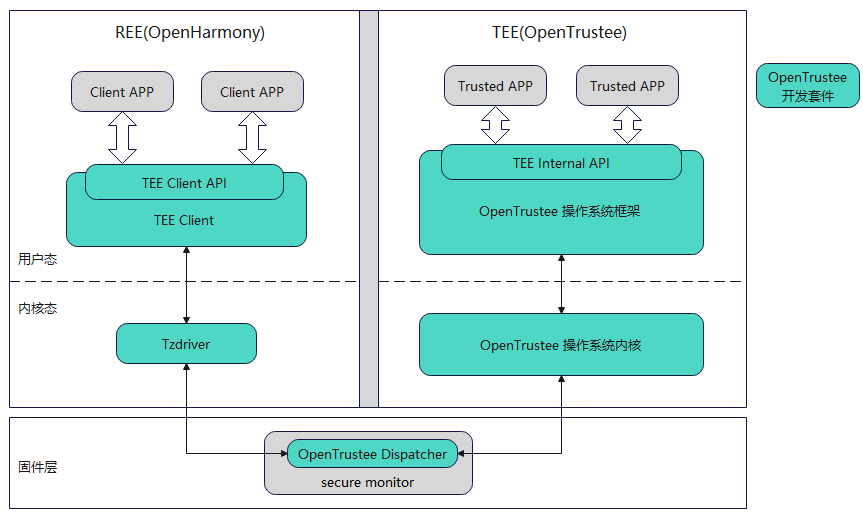 REE(OpenHarmony)
TEE(OpenTrustee)
Client APP
Client APP
Trusted APP
Trusted APP
OpenTrustee
开发套件
TEE Client API
TEE Client
TEE Internal API
OpenTrustee 操作系统框架
用户态
内核态
Tzdriver
OpenTrustee 操作系统内核
固件层
OpenTrustee Dispatcher
secure monitor